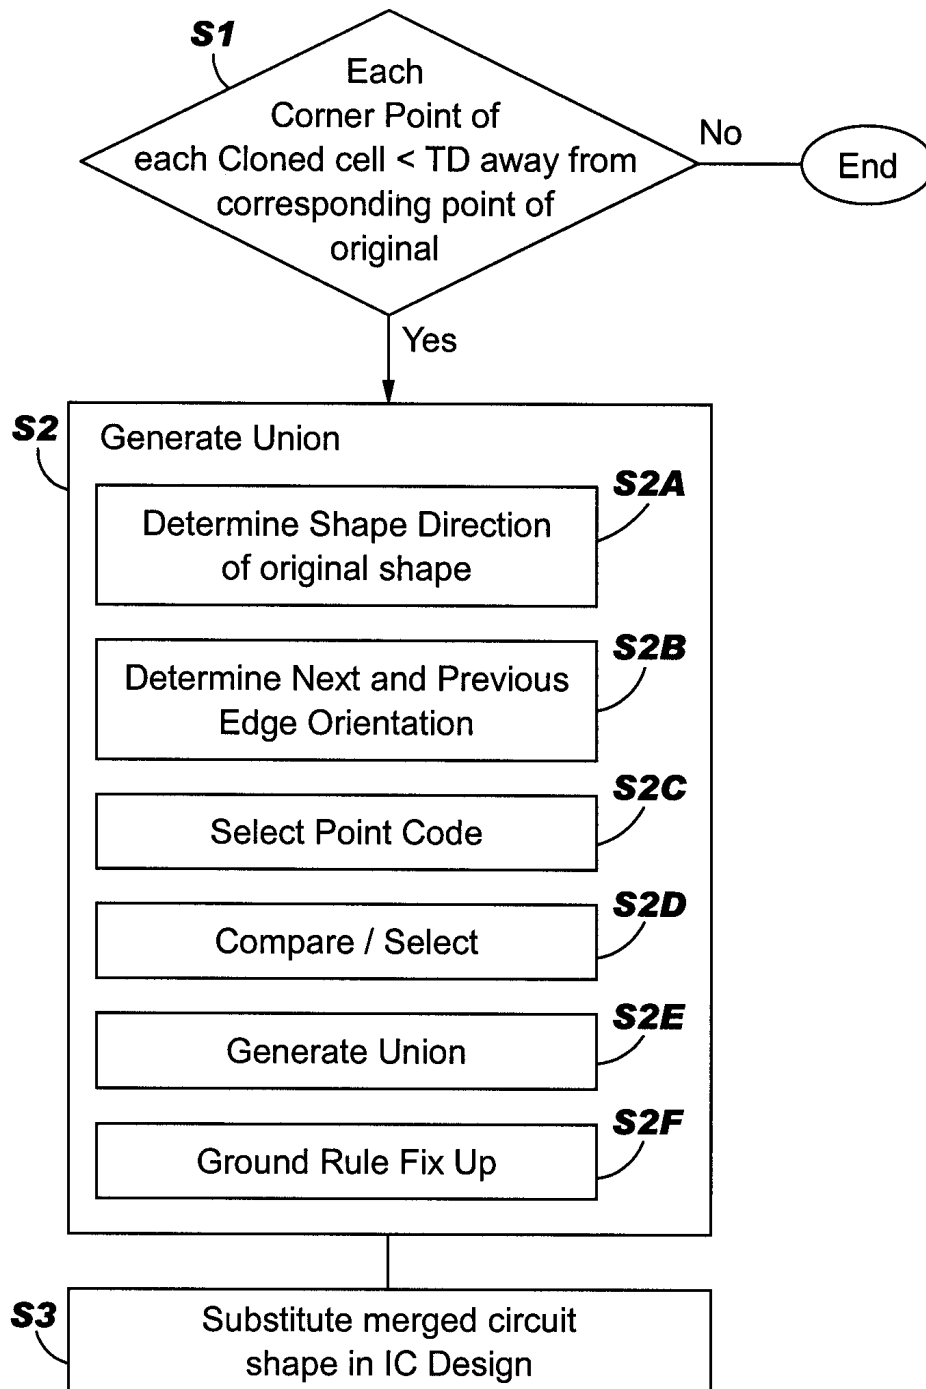 S1
Each
Corner Point of
each Cloned cell < TD away from
corresponding point of
original
No
End
Yes
S2
Generate Union
S2A
Determine Shape Direction
of original shape
S2B
Determine Next and Previous
Edge Orientation
S2C
Select Point Code
S2D
Compare / Select
S2E
Generate Union
S2F
Ground Rule Fix Up
S3
Substitute merged circuit
shape in IC Design